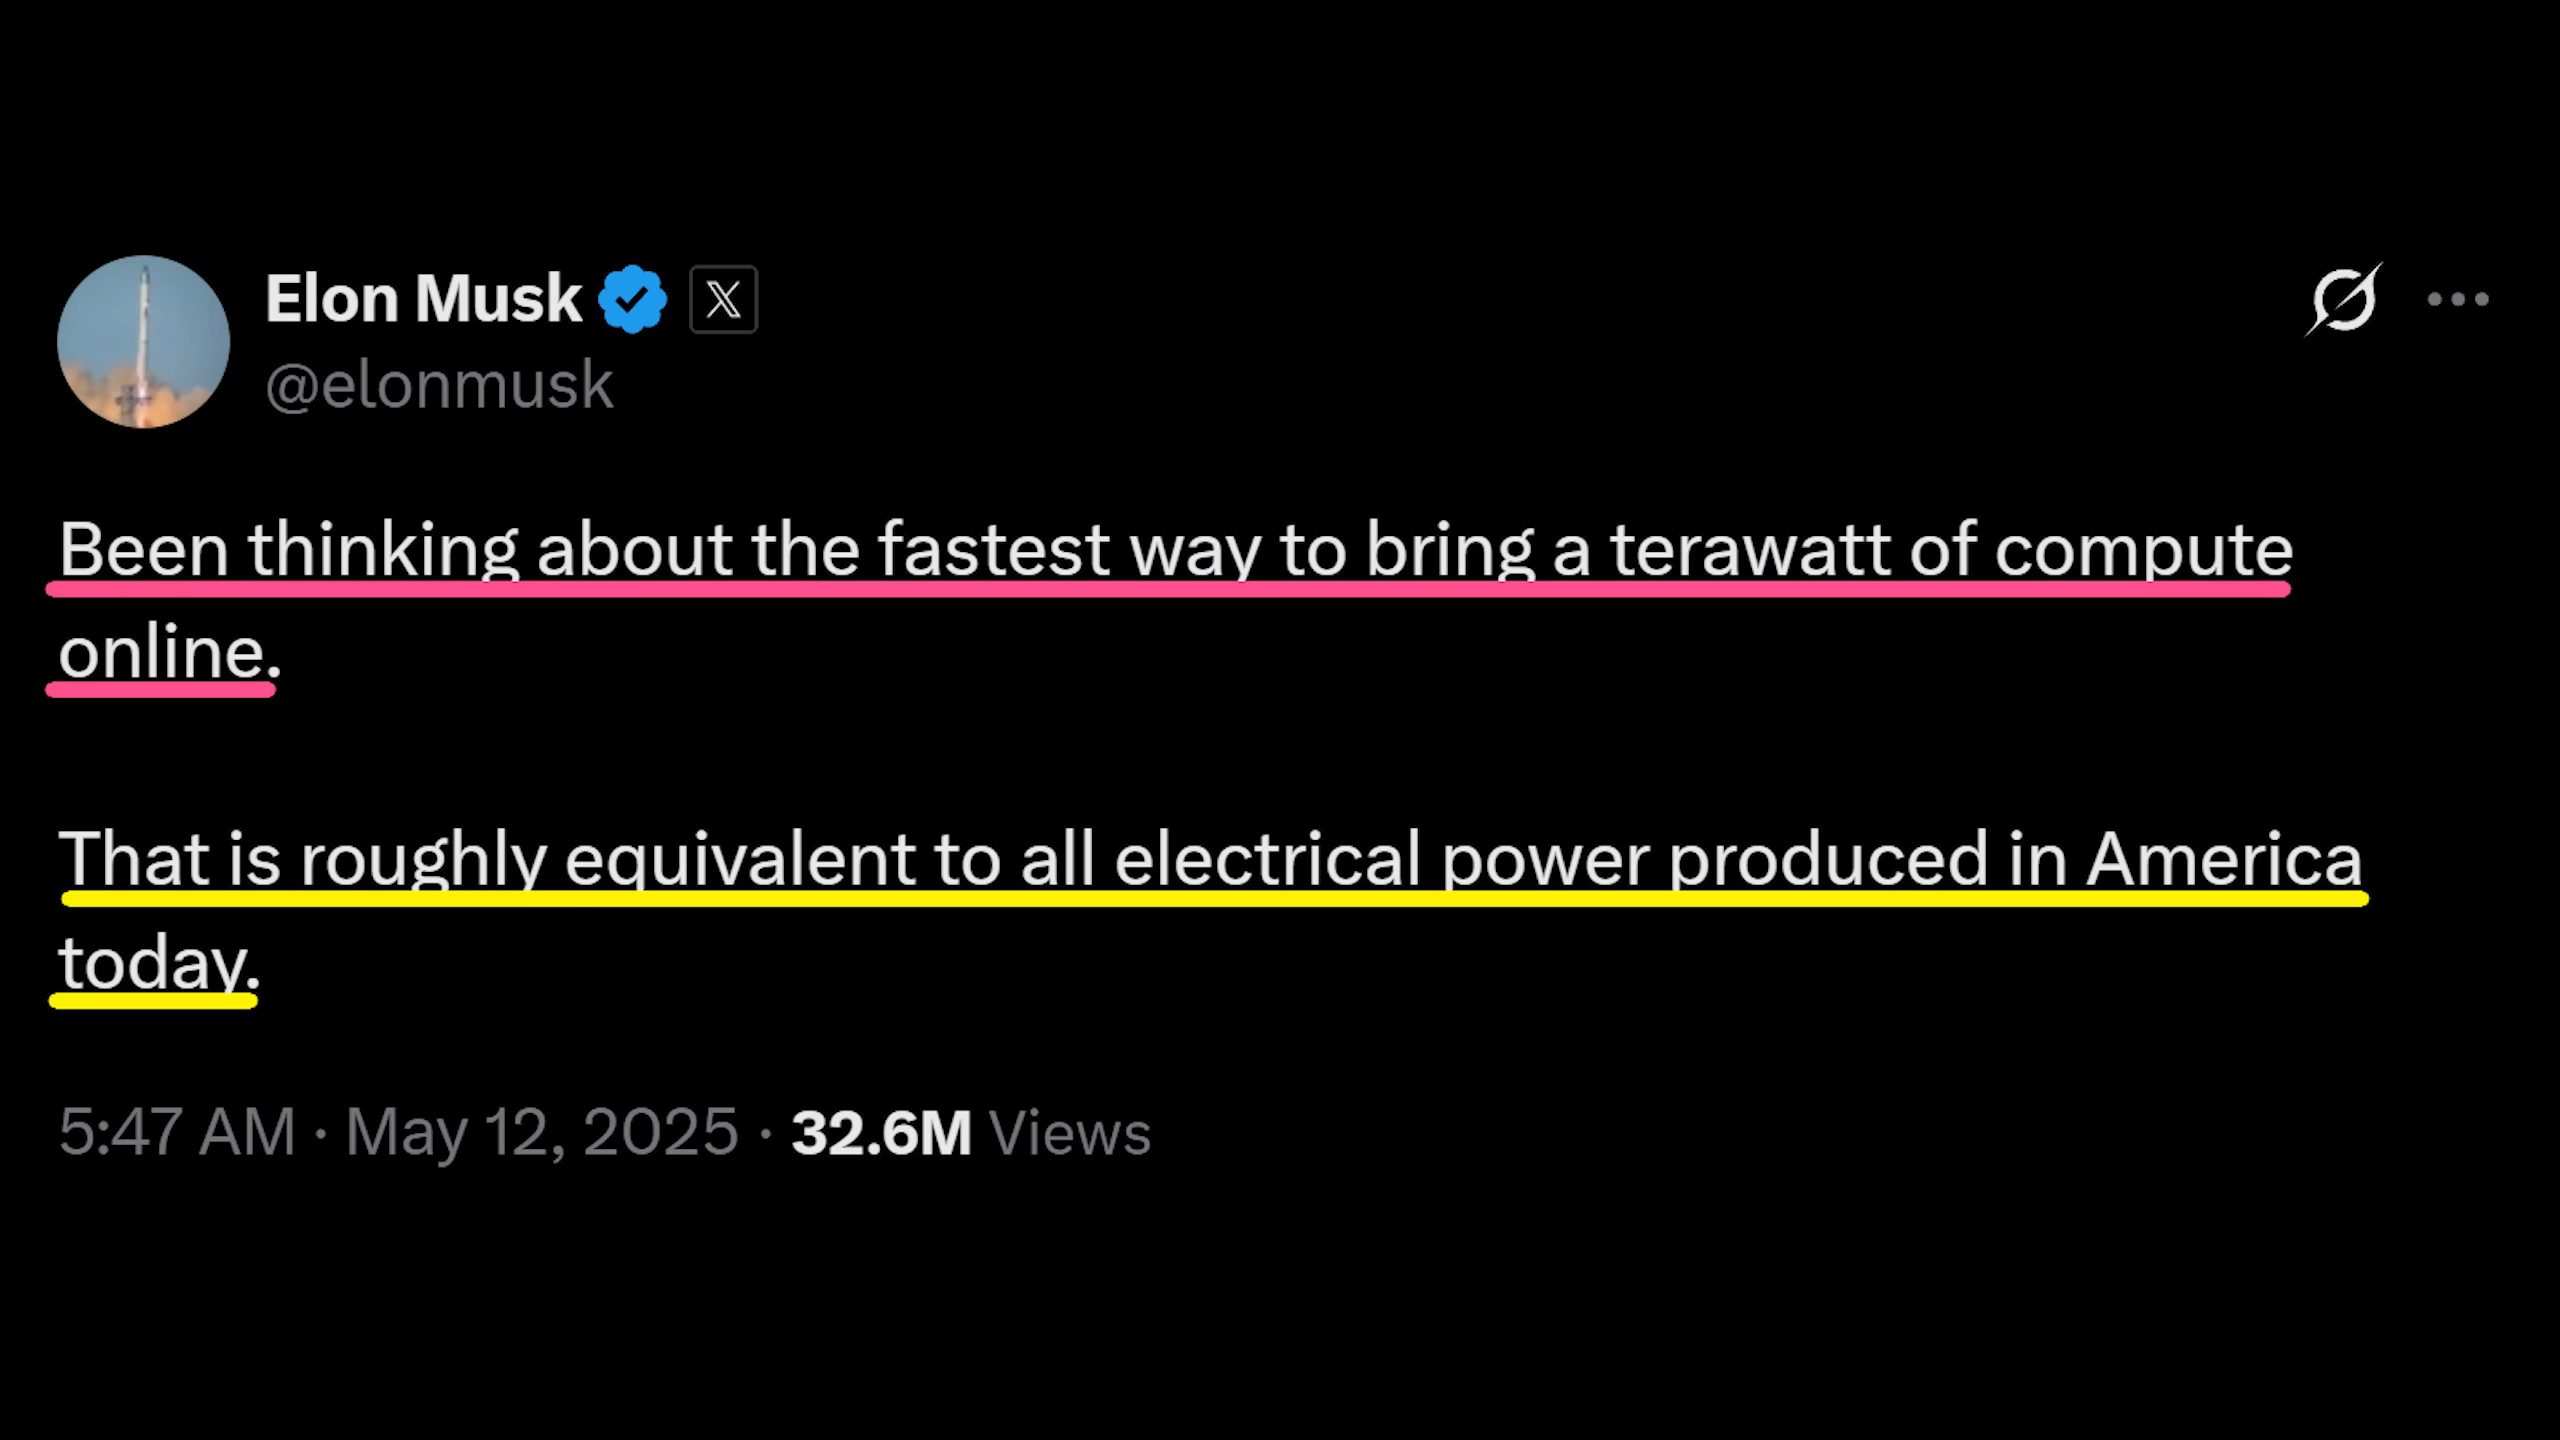 Elon Musk
@elonmusk
Been thinking about the fastest way to bring a terawatt of compute
online.
That is roughly equivalent to all electrical power produced in America
today.
5:47 AM · May 12, 2025 · 32.6M Views